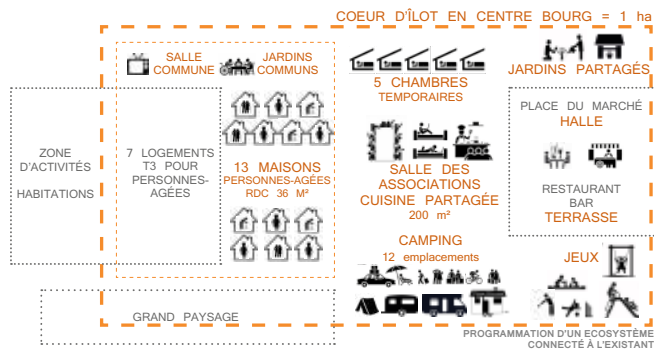 COEUR D'ÎLOT EN CENTRE BOURG = 1 ha
SALLE
COMMUNE
JARDINS
COMMUNS
5 CHAMBRES
TEMPORAIRES
JARDINS PARTAGÉS
ZONE
D'ACTIVITÉS
HABITATIONS
7 LOGEMENTS
T3 POUR
PERSONNES-
AGÉES
13 MAISONS
PERSONNES-AGÉES
RDC 36 M²
SALLE DES
ASSOCIATIONS
CUISINE PARTAGÉE
200 m²
PLACE DU MARCHÉ
HALLE
RESTAURANT
BAR
TERRASSE
CAMPING
12 emplacements
JEUX
GRAND PAYSAGE
PROGRAMMATION D'UN ECOSYSTÈME
CONNECTÉ À L'EXISTANT